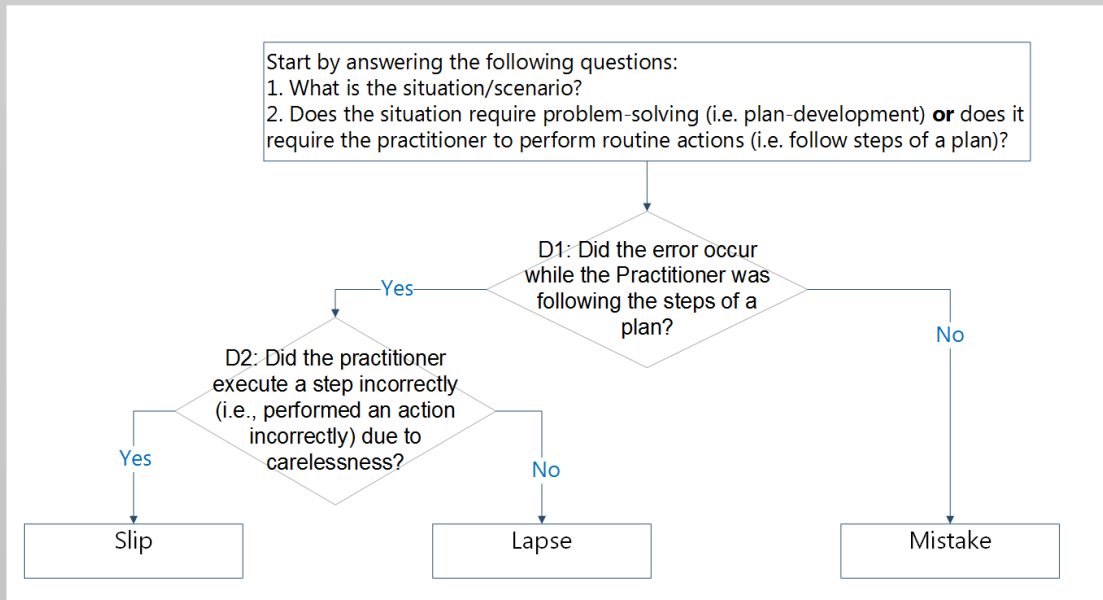 Start by answering the following questions:
1. What is the situation/scenario?
2. Does the situation require problem-solving (i.e. plan-development) or does it
require the practitioner to perform routine actions (i.e. follow steps of a plan)?
D1: Did the error occur
while the Practitioner was
following the steps of a
plan?
Yes
No
D2: Did the practitioner
execute a step incorrectly
(i.e., performed an action
incorrectly) due to
carelessness?
Yes
No
Slip
Lapse
Mistake